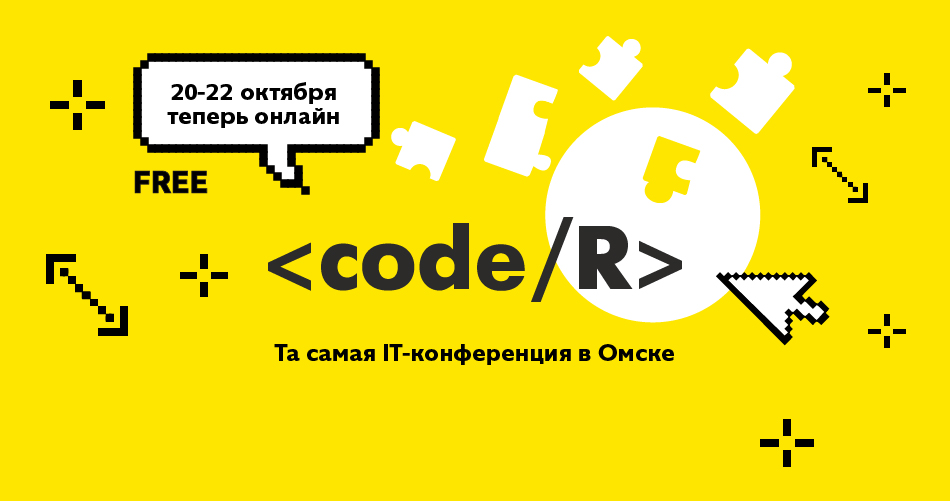 20-22 октября
теперь онлайн
FREE
<code/R>
Та самая IT-конференция в Омске